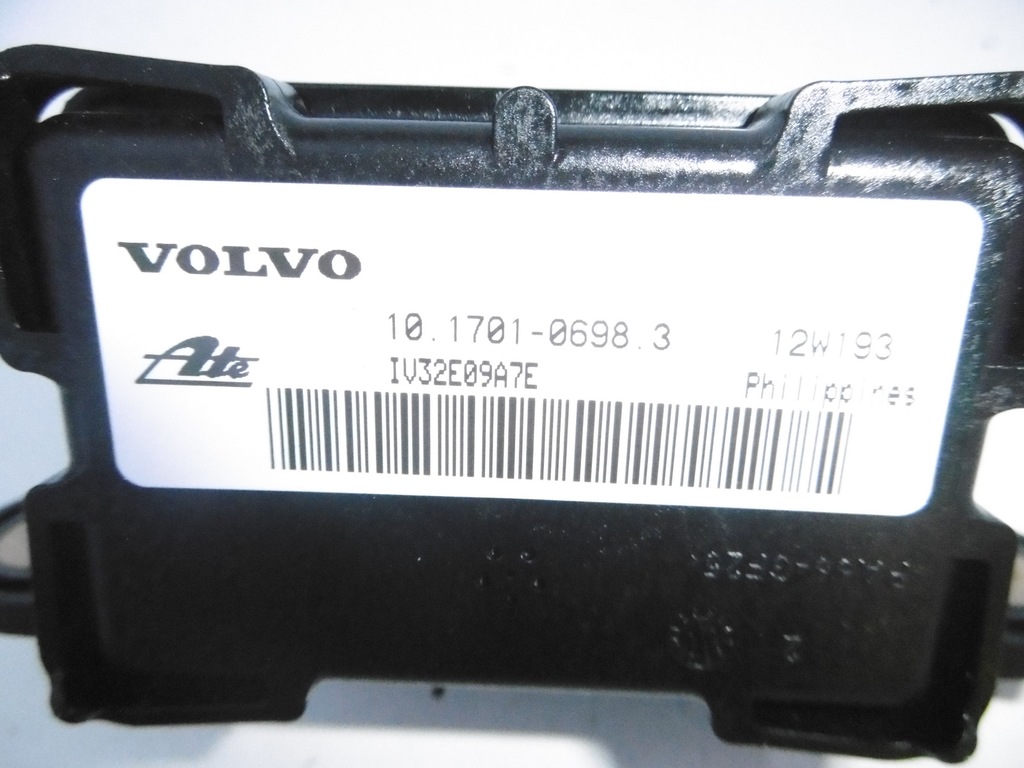 VOLVO
10.1701-0698.3 12W193
Ate
IV32E09A7E Philippines